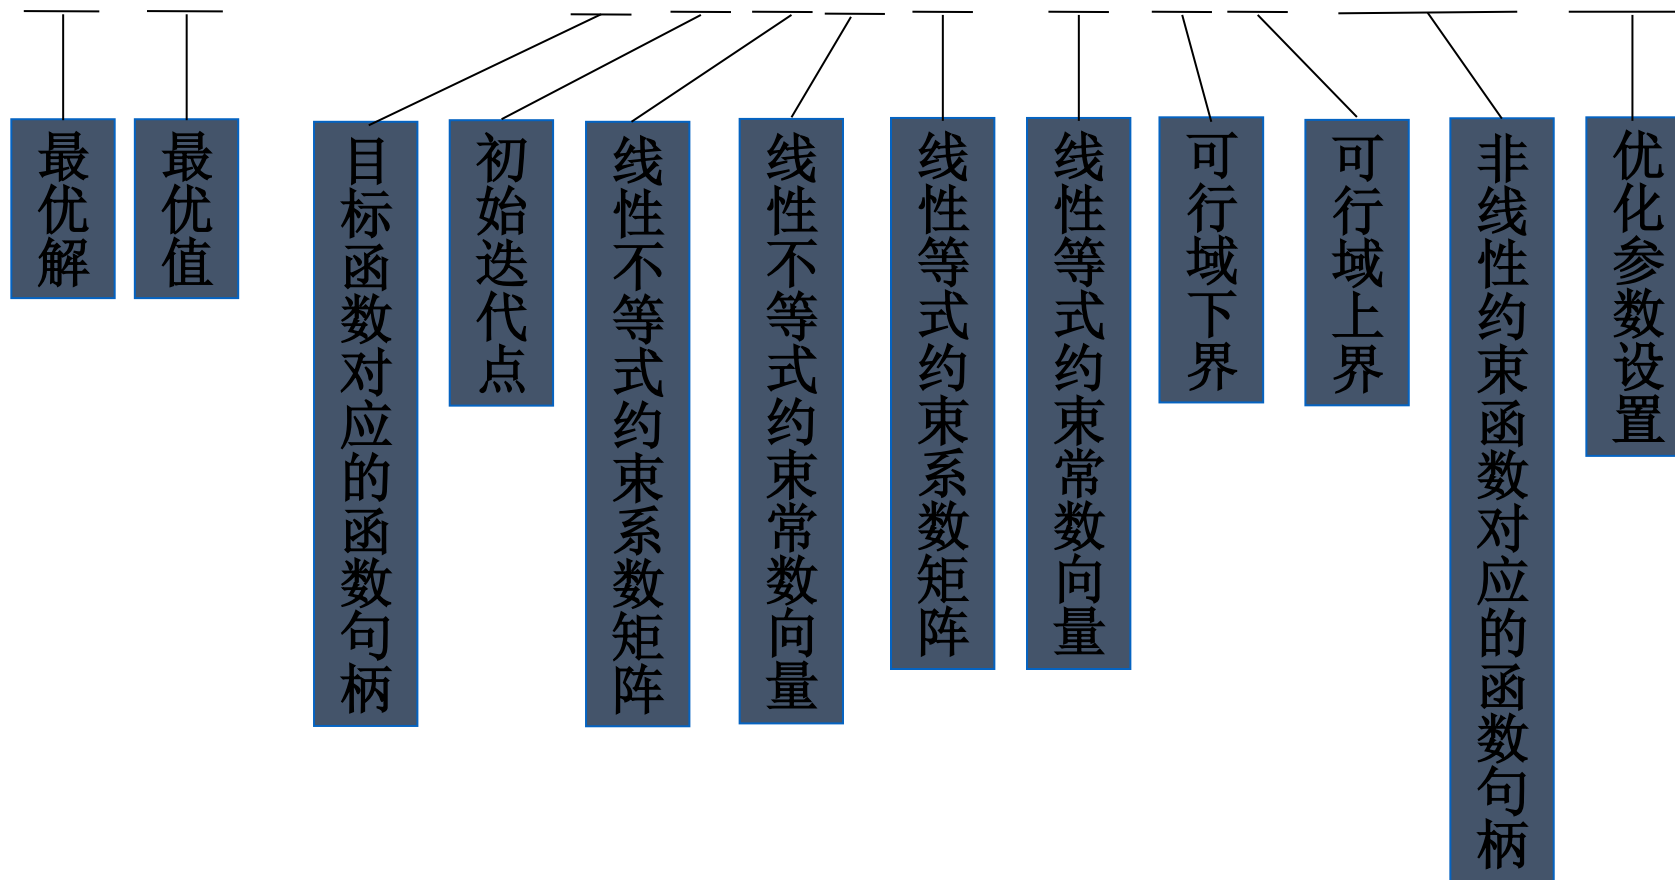 最优解
最优值
目标函数对应的函数句柄
初始迭代点
线性不等式约束系数矩阵
线性不等式约束常数向量
线性等式约束系数矩阵
线性等式约束常数向量
可行域下界
可行域上界
非线性约束函数对应的函数句柄
优化参数设置